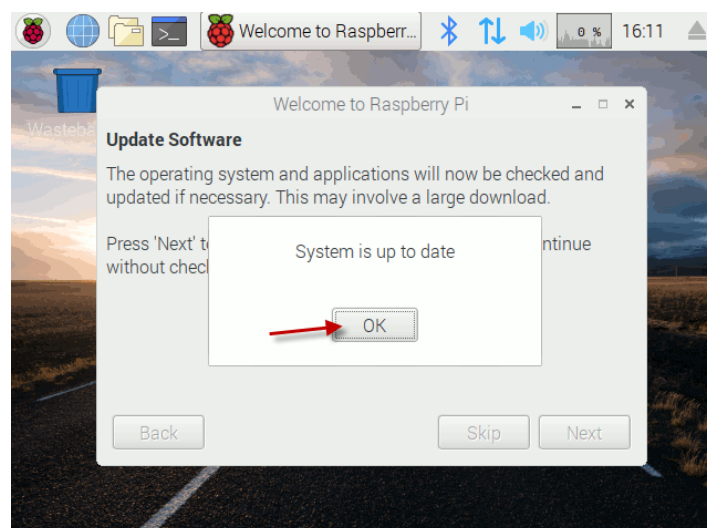 Welcome to Raspberr...
0 %
16:11
Welcome to Raspberry Pi
Update Software
The operating system and applications will now be checked and
updated if necessary. This may involve a large download.
Press 'Next' t
ntinue
without chec
System is up to date
OK
Back
Skip
Next